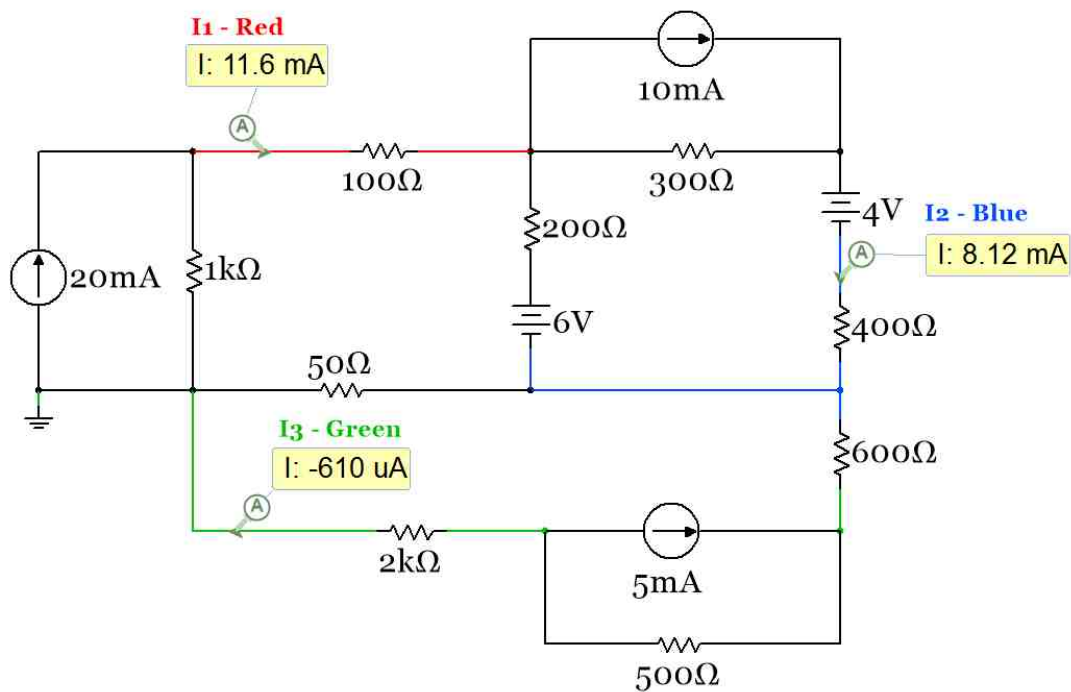 I1 - Red
I: 11.6 mA
10mA
100Ω
300Ω
4V
I2 - Blue
I: 8.12 mA
200Ω
20mA
1kΩ
6V
400Ω
50Ω
I3 - Green
I: -610 uA
600Ω
2kΩ
5mA
500Ω
A
A
A